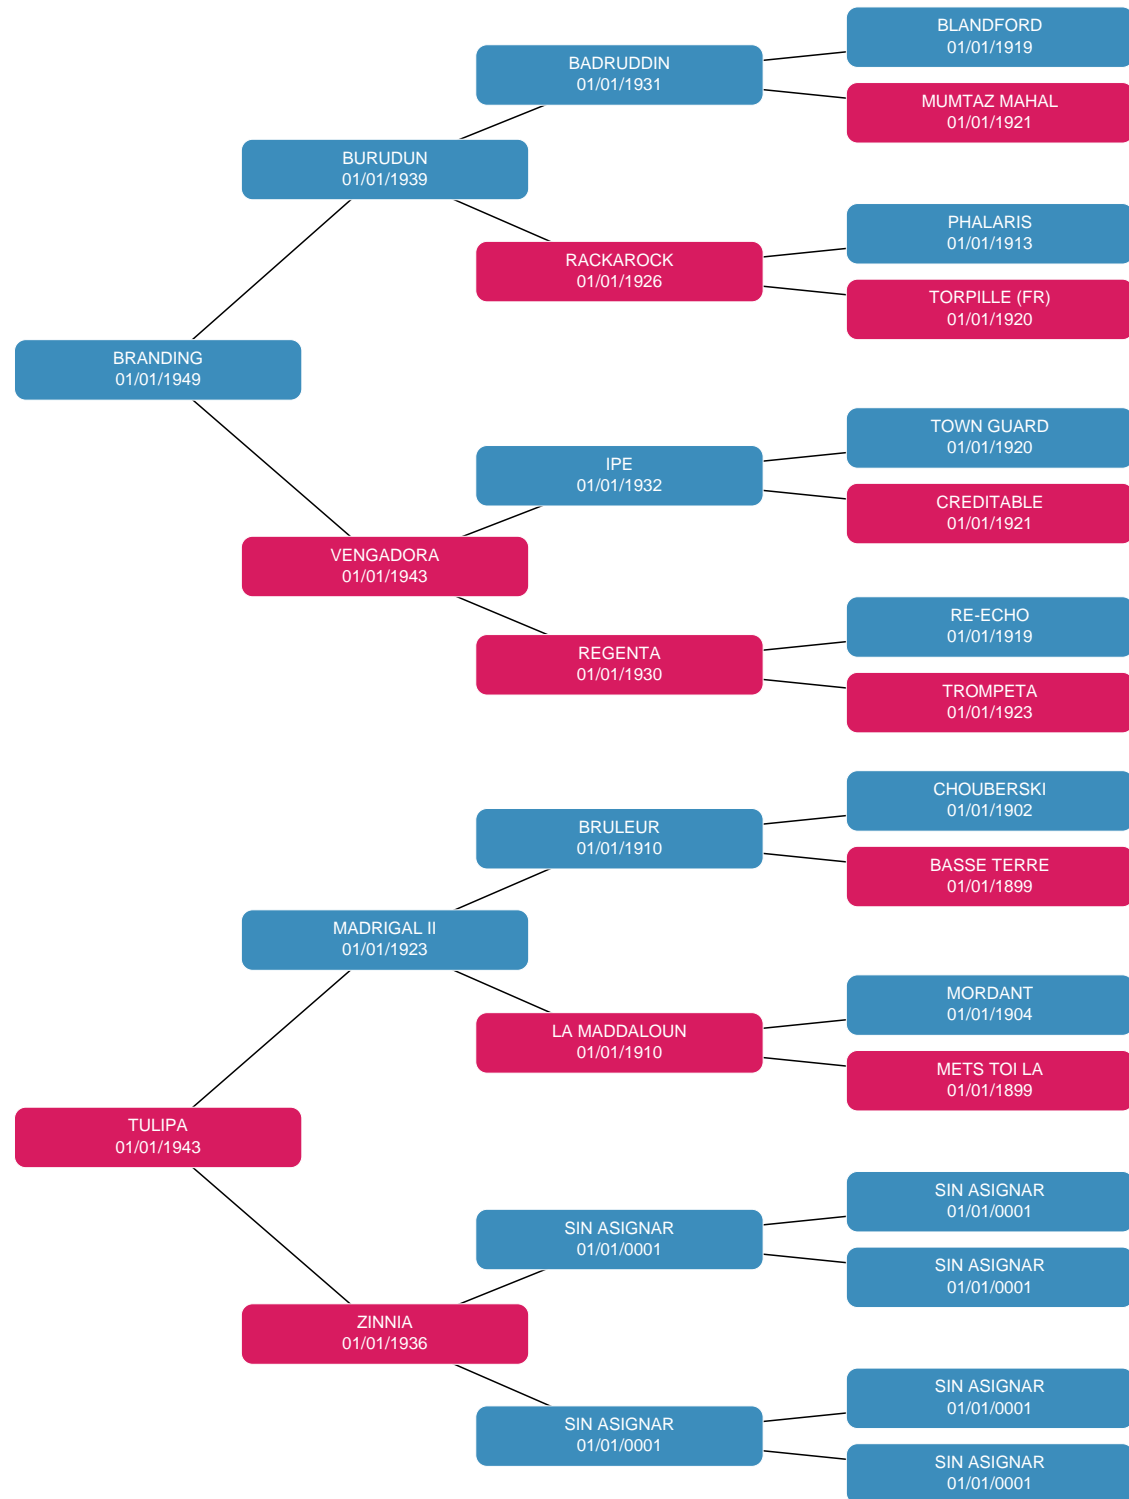 BLANDFORD
01/01/1919
BADRUDDIN
01/01/1931
MUMTAZ MAHAL
01/01/1921
BURUDUN
01/01/1939
PHALARIS
01/01/1913
RACKAROCK
01/01/1926
TORPILLE (FR)
01/01/1920
BRANDING
01/01/1949
TOWN GUARD
01/01/1920
IPE
01/01/1932
CREDITABLE
01/01/1921
VENGADORA
01/01/1943
RE-ECHO
01/01/1919
REGENTA
01/01/1930
TROMPETA
01/01/1923
CHOUBERSKI
01/01/1902
BRULEUR
01/01/1910
BASSE TERRE
01/01/1899
MADRIGAL II
01/01/1923
MORDANT
01/01/1904
LA MADDALOUN
01/01/1910
METS TOI LA
01/01/1899
TULIPA
01/01/1943
SIN ASIGNAR
01/01/0001
SIN ASIGNAR
01/01/0001
SIN ASIGNAR
01/01/0001
ZINNIA
01/01/1936
SIN ASIGNAR
01/01/0001
SIN ASIGNAR
01/01/0001
SIN ASIGNAR
01/01/0001